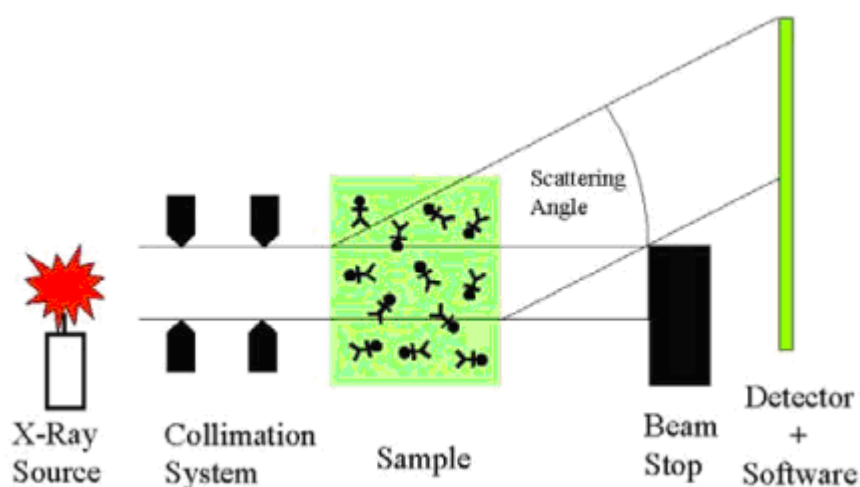 Scattering
Angle
X-Ray
Source
Collimation
System
Sample
Beam
Stop
Detector
+
Software